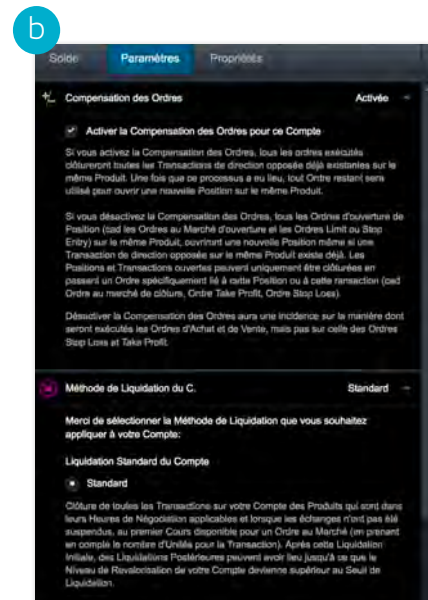 b
Solde Paramètres Propriétés
Compensation des Ordres Activée
Activer la Compensation des Ordres pour ce Compte
Si vous activez la Compensation des Ordres, tous les ordres exécutés
clôtureront toutes les Transactions de direction opposée déjà existantes sur le
même Produit. Une fois que ce processus a eu lieu, tout Ordre restant sera
utilisé pour ouvrir une nouvelle Position sur le même Produit.
Si vous désactivez la Compensation des Ordres, tous les Ordres d'ouverture de
Position (cad les Ordres au Marché d'ouverture et les Ordres Limit ou Stop
Entry) sur le même Produit, ouvriront une nouvelle Position même si une
Transaction de direction opposée sur le même Produit existe déjà. Les
Positions et Transactions ouvertes peuvent uniquement être clôturées en
passant un Ordre spécifiquement lié à cette Position ou à cette ransaction (cad
Ordre au marché de clôture, Ordre Take Profit, Ordre Stop Loss).
Désactiver la Compensation des Ordres aura une incidence sur la manière dont
seront exécutés les Ordres d'Achat et de Vente, mais pas sur celle des Ordres
Stop Loss et Take Profit.
Méthode de Liquidation du C. Standard
Merci de sélectionner la Méthode de Liquidation que vous souhaitez
appliquer à votre Compte:
Liquidation Standard du Compte
Standard
Clôture de toutes les Transactions sur votre Compte des Produits qui sont dans
leurs Heures de Négociation applicables et lorsque les échanges n'ont pas été
suspendus, au premier Cours disponible pour un Ordre au Marché (en prenant
en compte le nombre d'Unités pour la Transaction). Après cette Liquidation
Initiale, des Liquidations Postérieures peuvent avoir lieu jusqu'à ce que le
Niveau de Revalorisation de votre Compte devienne supérieur au Seuil de
Liquidation.